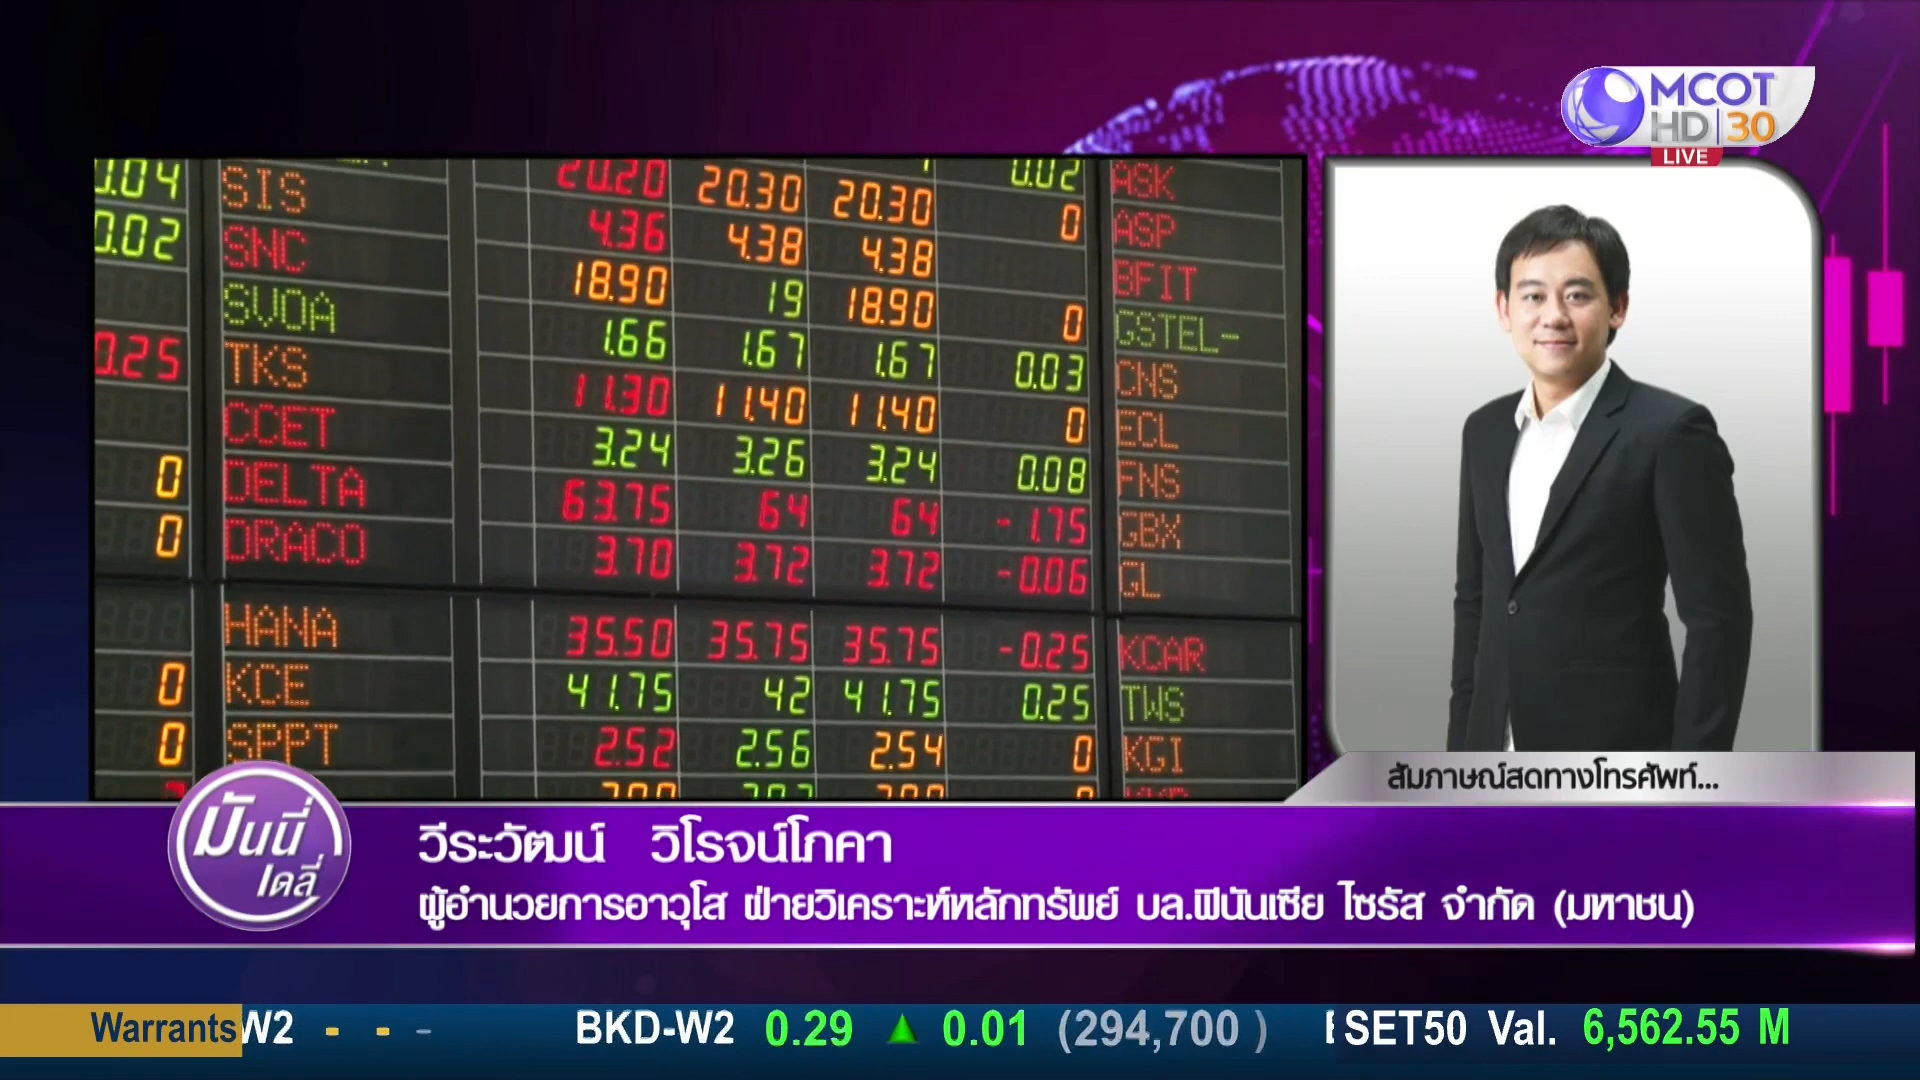 MCOT
HD 30
LIVE
0.04 SIS 20.20 20.30 20.30 0.02 ASK
0.02 SNC 4.36 4.38 4.38 0 ASP
SVOA 18.90 19 18.90 BFIT
0.25 TKS 1.66 1.67 1.67 0 GSTEL-
CCET 11.30 11.40 11.40 0.03 CNS
0 DELTA 3.24 3.26 3.24 0 ECL
0 DRACO 63.75 64 64 0.08 FNS
3.70 3.72 3.72 -1.75 GBX
-0.06 GL
HANA 35.50 35.75 35.75 -0.25 KCAR
0 KCE 41.75 42 41.75 0.25 TWS
0 SPPT 2.52 2.56 2.54 0 KGI
สัมภาษณ์สดทางโทรศัพท์...
มันนี่
เดลี่
วีระวัฒน์ วิโรจน์โภคา
ผู้อำนวยการอาวุโส ฝ่ายวิเคราะห์หลักทรัพย์ บล.ฟินันเซีย ไซรัส จำกัด (มหาชน)
Warrants W2 - - - BKD-W2 0.29 ▲ 0.01 (294,700 ) SET50 Val. 6,562.55 M